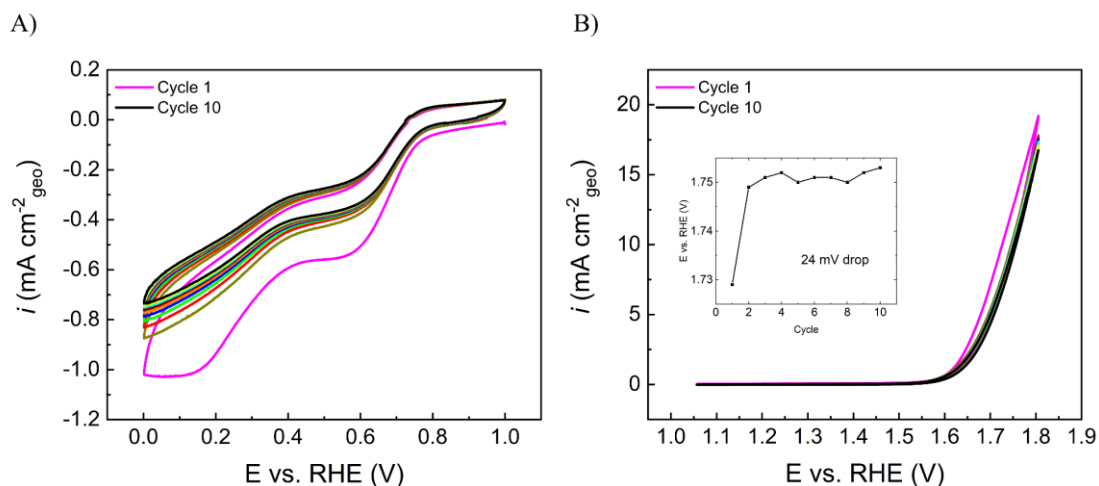 A)
0.2
0.0
-0.2
-0.4
-0.6
-0.8
-1.0
-1.2
i (mA cm⁻²geo)
Cycle 1
Cycle 10
0.0 0.2 0.4 0.6 0.8 1.0
E vs. RHE (V)
B)
20
15
10
5
0
i (mA cm⁻²geo)
Cycle 1
Cycle 10
1.75
1.74
1.73
E vs. RHE (V)
24 mV drop
0 2 4 6 8 10
Cycle
1.0 1.1 1.2 1.3 1.4 1.5 1.6 1.7 1.8 1.9
E vs. RHE (V)